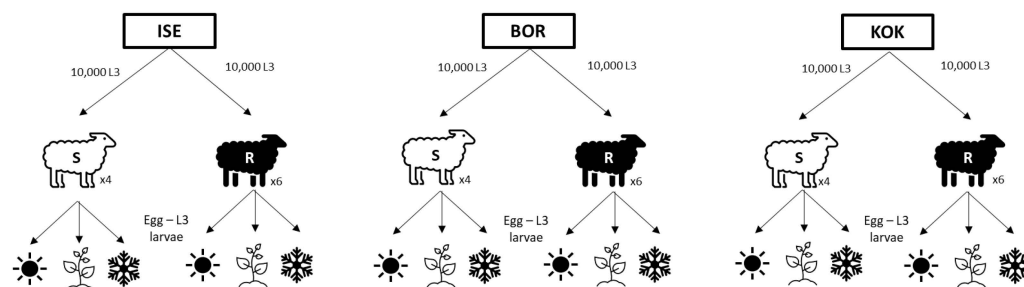 ISE
BOR
KOK
10,000 L3
10,000 L3
10,000 L3
10,000 L3
10,000 L3
10,000 L3
S
x4
R
x6
S
x4
R
x6
S
x4
R
x6
Egg – L3
larvae
Egg – L3
larvae
Egg – L3
larvae